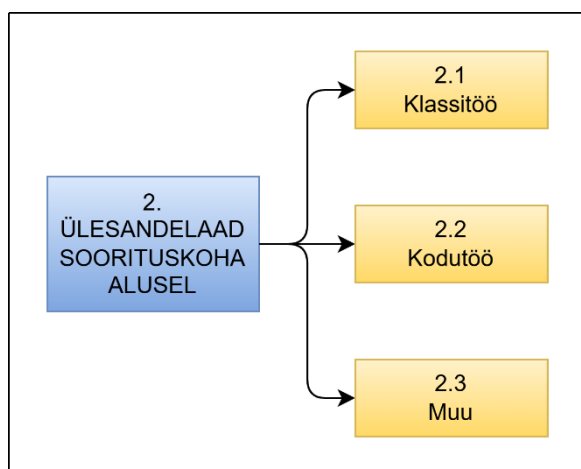 2.
ÜLESANDELAAD
SOORITUSKOHA
ALUSEL
2.1
Klassitöö
2.2
Kodutöö
2.3
Muu